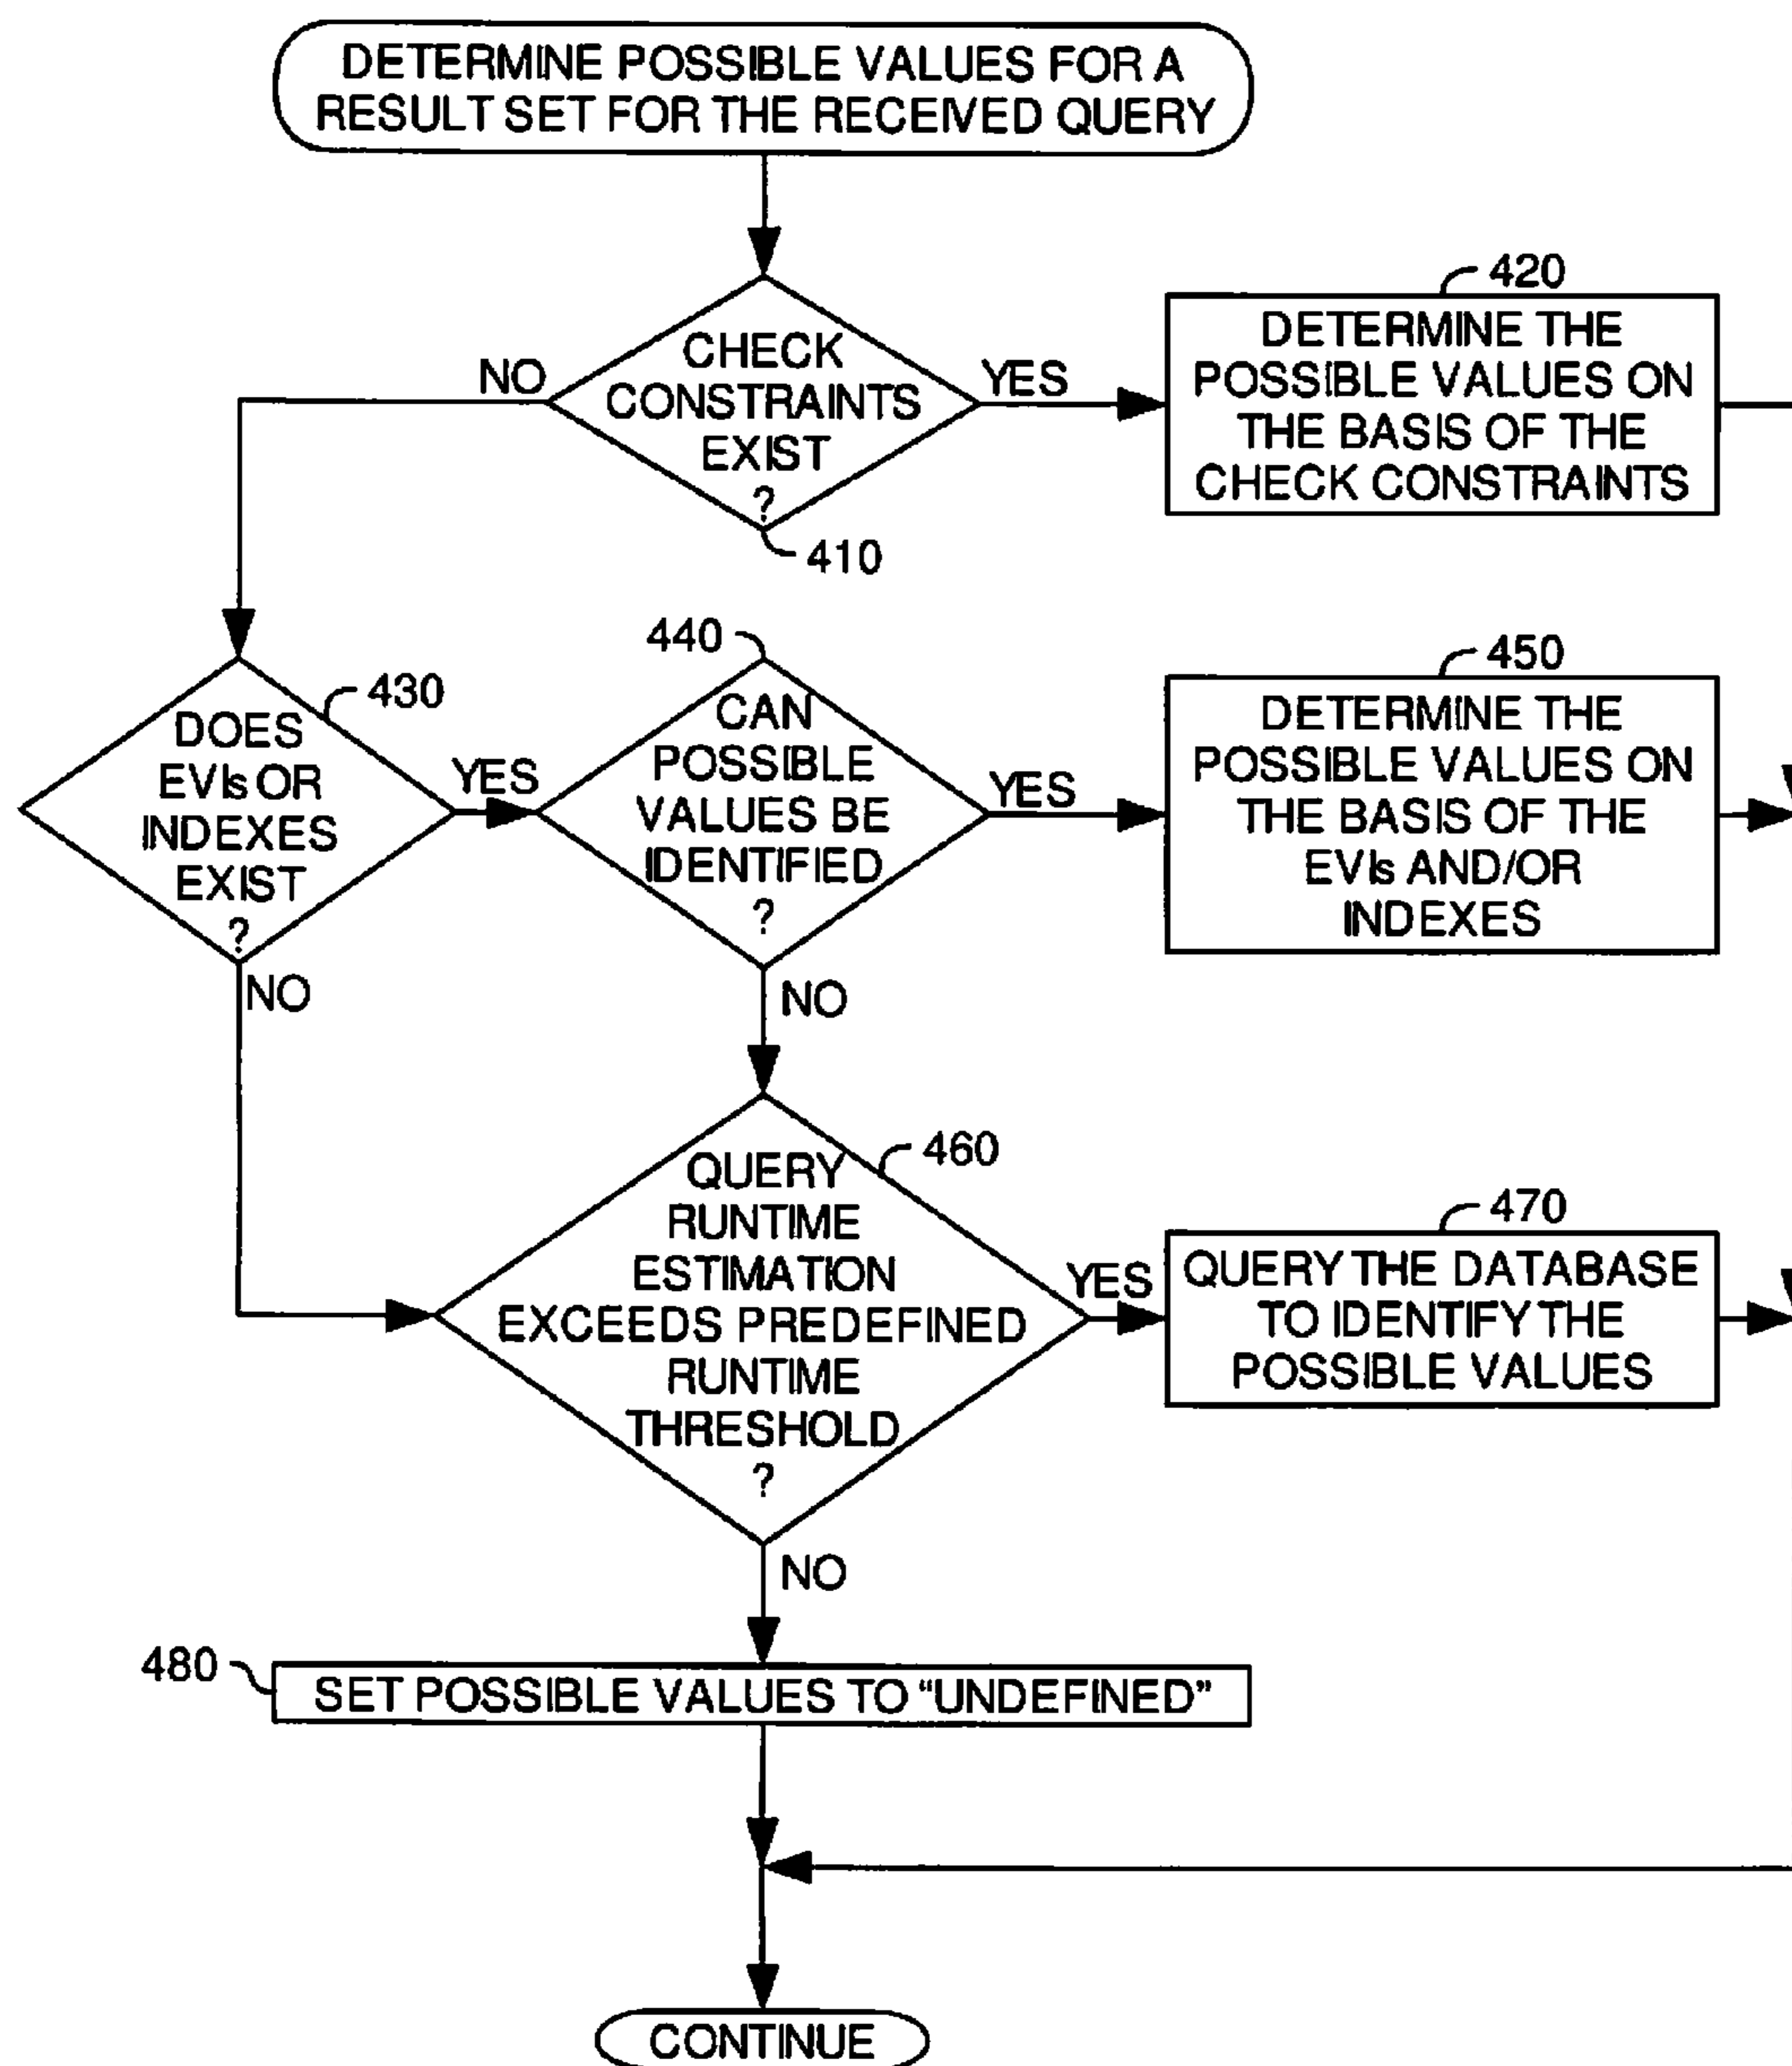 DETERMINE POSSIBLE VALUES FOR A
RESULT SET FOR THE RECEIVED QUERY
420
DETERMINE THE
POSSIBLE VALUES ON
THE BASIS OF THE
CHECK CONSTRAINTS
NO
CHECK
CONSTRAINTS
EXIST
?
YES
410
440
450
430
DOES
EVIs OR
INDEXES
EXIST
?
YES
CAN
POSSIBLE
VALUES BE
IDENTIFIED
?
YES
DETERMINE THE
POSSIBLE VALUES ON
THE BASIS OF THE
EVIs AND/OR
INDEXES
NO
NO
460
QUERY
RUNTIME
ESTIMATION
EXCEEDS PREDEFINED
RUNTIME
THRESHOLD
?
YES
470
QUERY THE DATABASE
TO IDENTIFY THE
POSSIBLE VALUES
NO
480
SET POSSIBLE VALUES TO “UNDEFINED”
CONTINUE